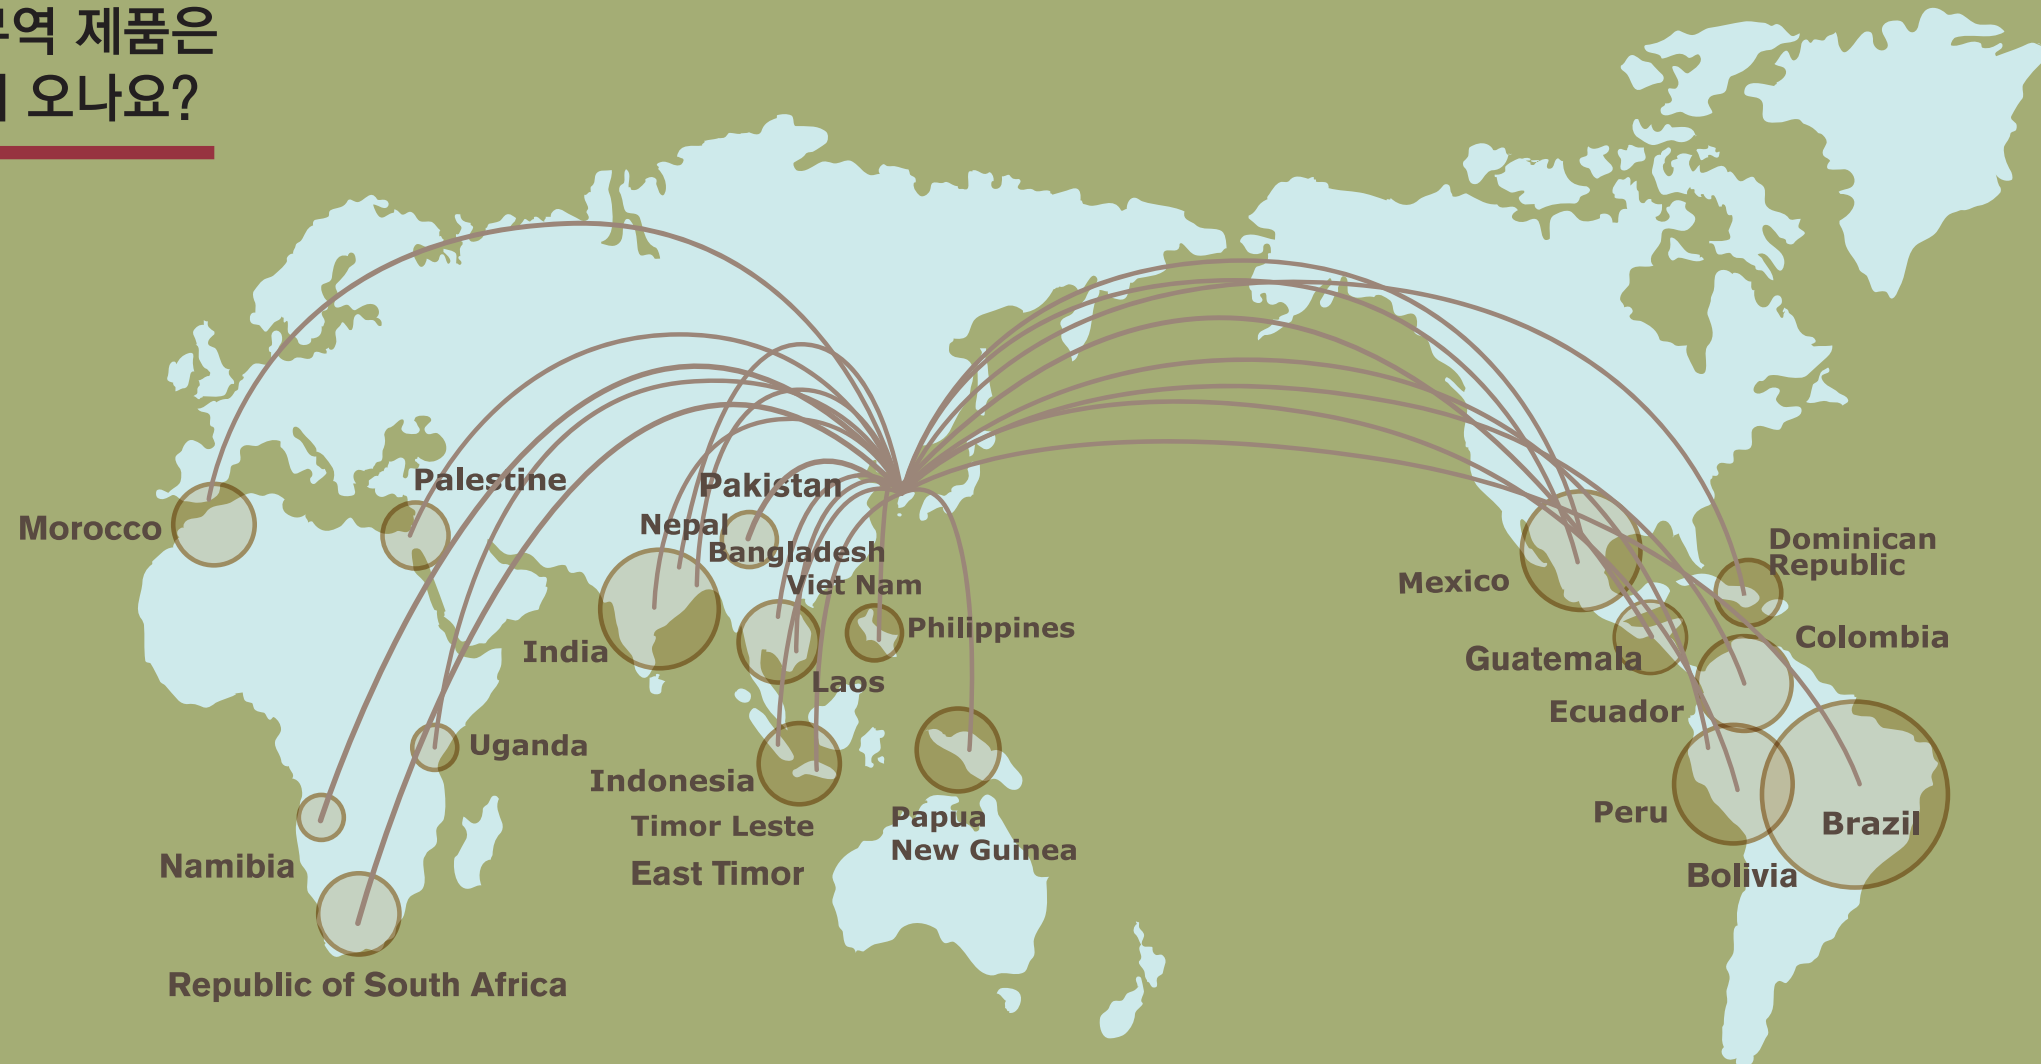 역 제품은
오나요?
Palestine
Pakistan
Morocco
Nepal
Bangladesh
Viet Nam
Dominican
Republic
Mexico
Philippines
Colombia
India
Guatemala
Laos
Ecuador
Uganda
Indonesia
Timor Leste
Papua
New Guinea
East Timor
Peru
Brazil
Namibia
Bolivia
Republic of South Africa